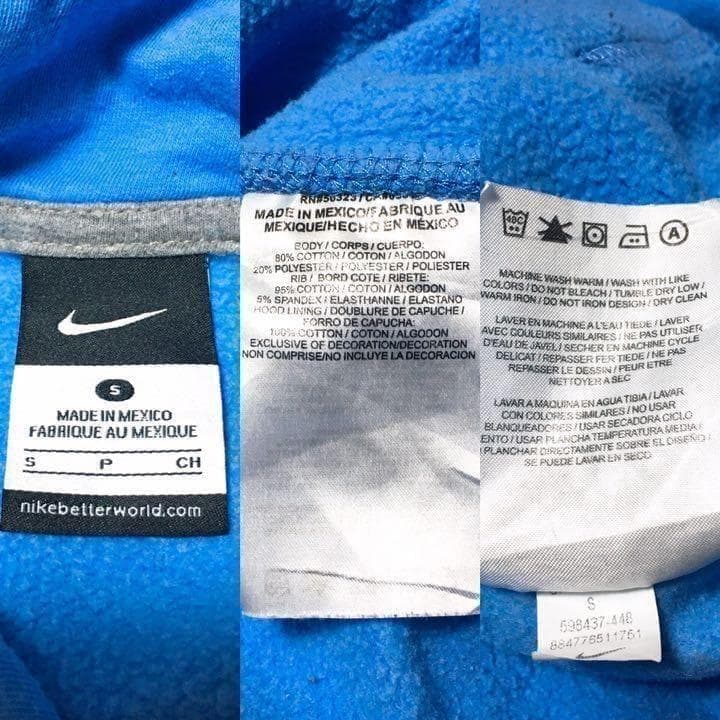 S
MADE IN MEXICO
FABRIQUE AU MEXIQUE
S P CH
nikebetterworld.com
RN#56323 /
MADE IN MEXICO/FABRIQUE AU
MEXIQUE/HECHO EN MÉXICO
BODY / CORPS / CUERPO:
80% COTTON / COTON / ALGODON
20% POLYESTER / POLYESTER / POLIESTER
RIB / BORD COTE / RIBETE:
95% COTTON / COTON / ALGODON
5% SPANDEX / ELASTHANNE / ELASTANO
HOOD LINING / DOUBLURE DE CAPUCHE /
FORRO DE CAPUCHA:
100% COTTON / COTON / ALGODON
EXCLUSIVE OF DECORATION/DECORATION
NON COMPRISE/NO INCLUYE LA DECORACION
40C
A
MACHINE WASH WARM / WASH WITH LIKE
COLORS / DO NOT BLEACH / TUMBLE DRY LOW /
WARM IRON / DO NOT IRON DESIGN / DRY CLEAN
LAVER EN MACHINE A L'EAU TIEDE / LAVER
AVEC COULEURS SIMILAIRES / NE PAS UTILISER
D'EAU DE JAVEL / SECHER EN MACHINE CYCLE
DELICAT / REPASSER FER TIEDE / NE PAS
REPASSER LE DESSIN / PEUR ETRE
NETTOYER A SEC
LAVAR A MAQUINA EN AGUA TIBIA / LAVAR
CON COLORES SIMILARES / NO USAR
BLANQUEADORES / USAR SECADORA CICLO
ENTO / USAR PLANCHA TEMPERATURA MEDIA /
PLANCHAR DIRECTAMENTE SOBRE EL DISEÑO /
SE PUEDE LAVAR EN SECO
S
598437-448
884776511761